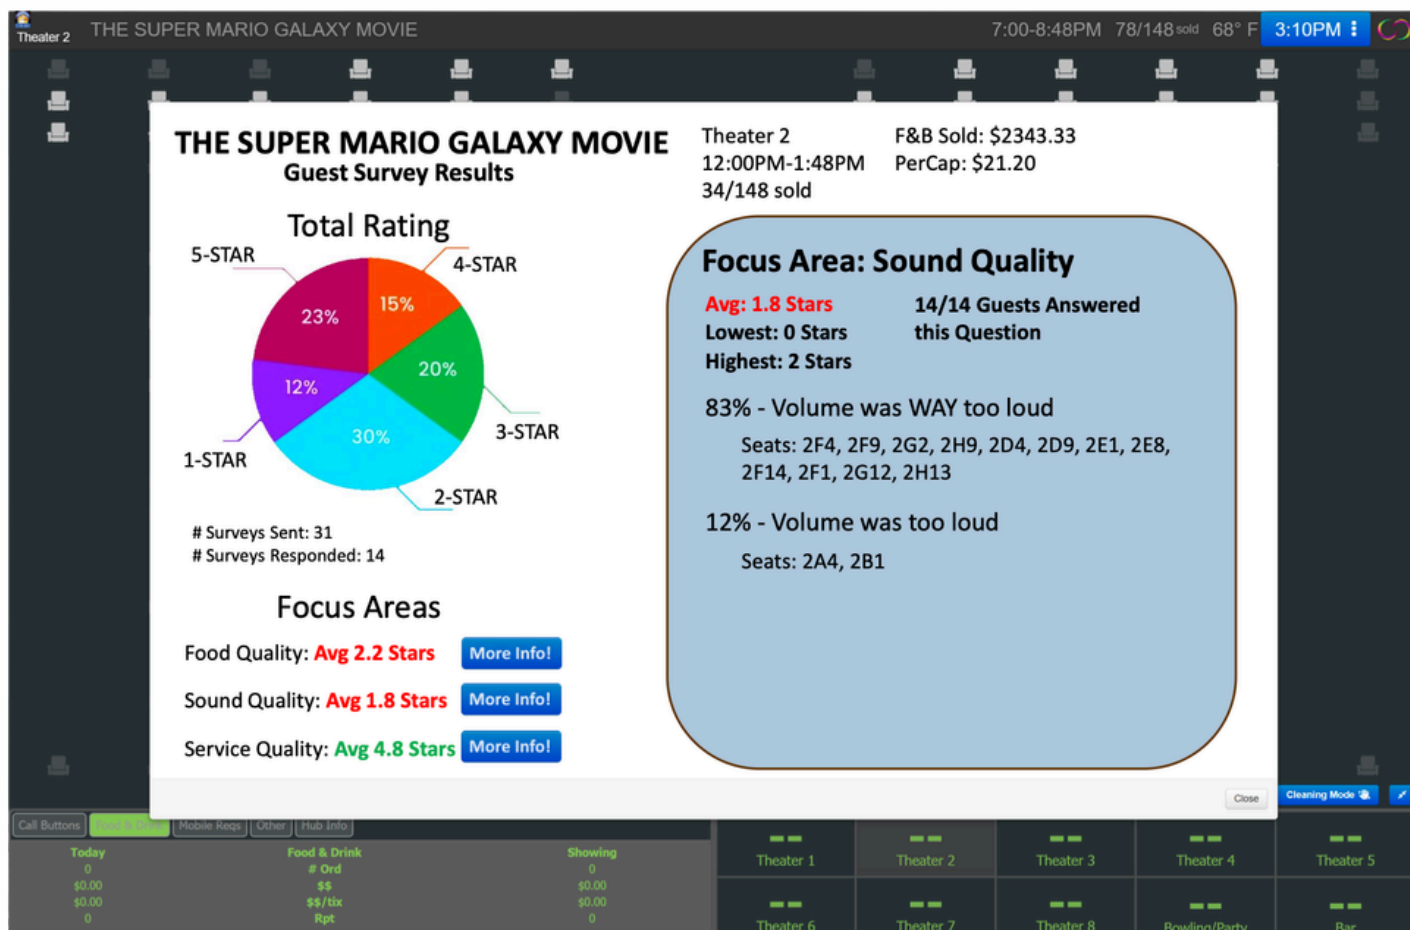 Theater 2
THE SUPER MARIO GALAXY MOVIE
7:00-8:48PM 78/148 sold 68° F 3:10PM
THE SUPER MARIO GALAXY MOVIE
Guest Survey Results
Theater 2
12:00PM-1:48PM
34/148 sold
F&B Sold: $2343.33
PerCap: $21.20
Total Rating
5-STAR
4-STAR
23%
15%
12%
20%
30%
1-STAR
3-STAR
2-STAR
# Surveys Sent: 31
# Surveys Responded: 14
Focus Areas
Food Quality: Avg 2.2 Stars More Info!
Sound Quality: Avg 1.8 Stars More Info!
Service Quality: Avg 4.8 Stars More Info!
Focus Area: Sound Quality
Avg: 1.8 Stars
Lowest: 0 Stars
Highest: 2 Stars
14/14 Guests Answered
this Question
83% - Volume was WAY too loud
Seats: 2F4, 2F9, 2G2, 2H9, 2D4, 2D9, 2E1, 2E8,
2F14, 2F1, 2G12, 2H13
12% - Volume was too loud
Seats: 2A4, 2B1
Close
Cleaning Mode
Call Buttons Food & Drink Mobile Reqs Other Hub Info
Today Food & Drink Showing
0 # Ord 0
$0.00 $$ $0.00
$0.00 $$/tix $0.00
0 Rpt 0
Theater 1 Theater 2 Theater 3 Theater 4 Theater 5
Theater 6 Theater 7 Theater 8 Bowling/Party Bar